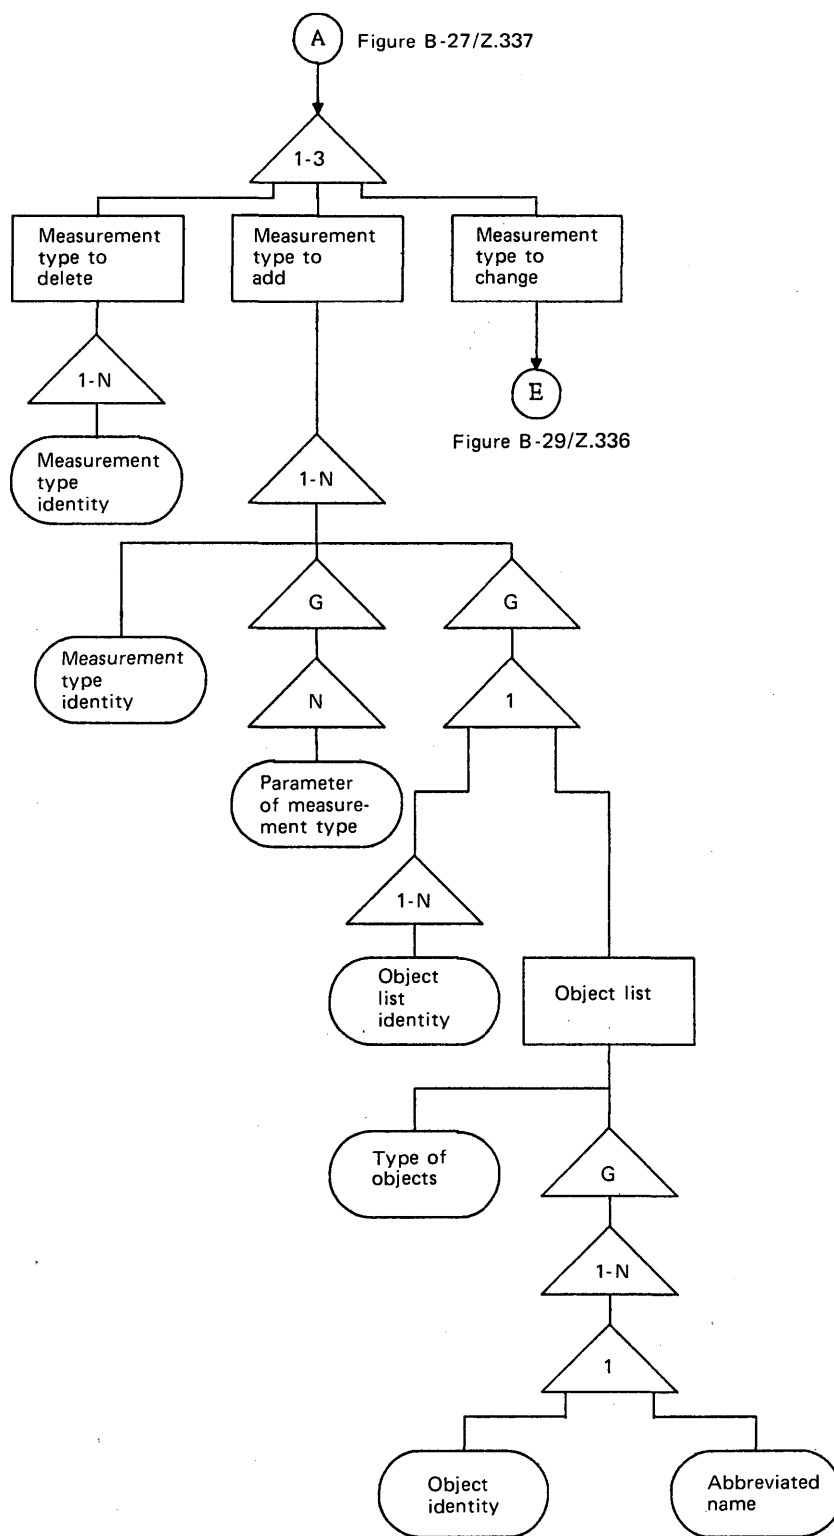 A
Figure B-27/Z.337
1-3
Measurement
type to
delete
Measurement
type to
add
Measurement
type to
change
1-N
E
Figure B-29/Z.336
Measurement
type
identity
1-N
G
G
Measurement
type
identity
N
1
Parameter
of measure-
ment type
1-N
Object
list
identity
Object list
Type of
objects
G
1-N
1
Object
identity
Abbreviated
name